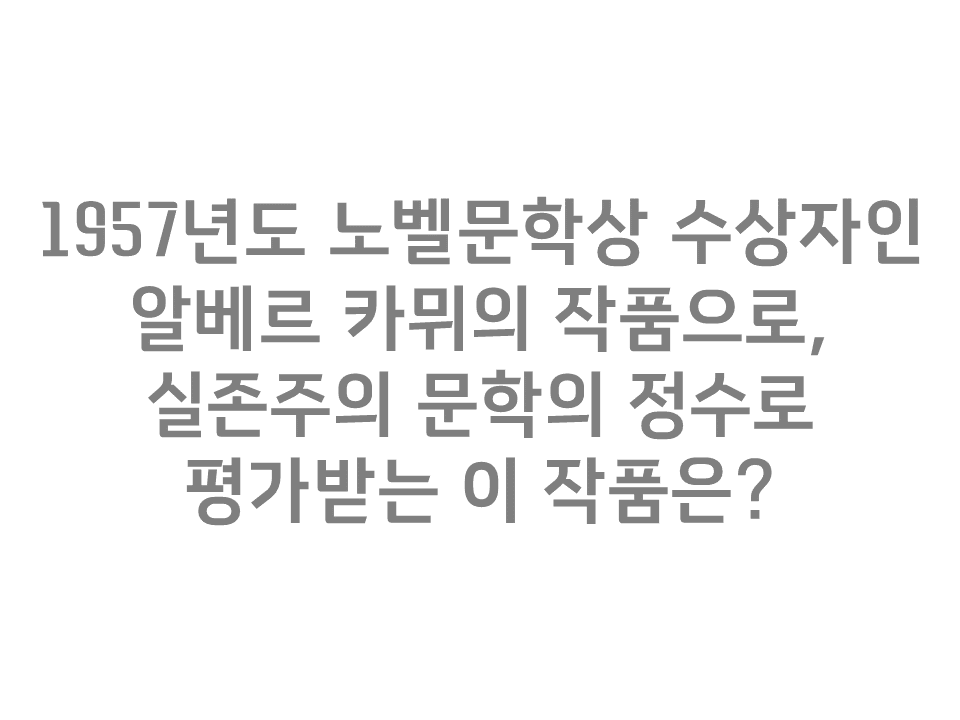 1957년도 노벨문학상 수상자인
알베르 카뮈의 작품으로,
실존주의 문학의 정수로
평가받는 이 작품은?